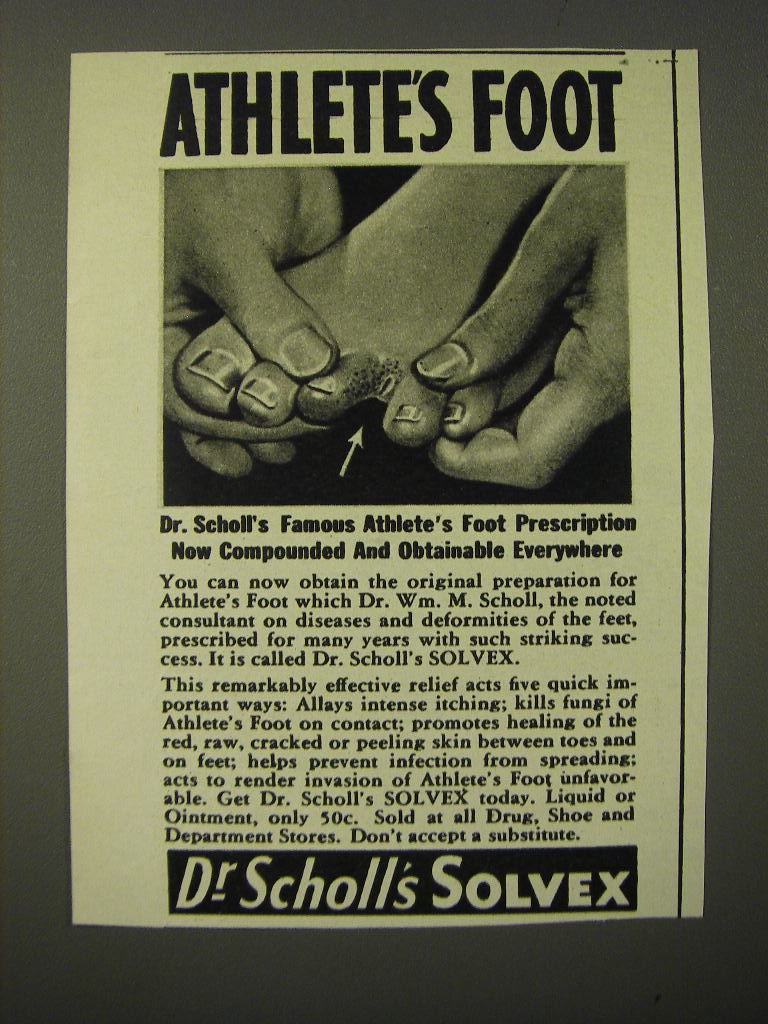 ATHLETE'S FOOT
Dr. Scholl's Famous Athlete's Foot Prescription
Now Compounded And Obtainable Everywhere
You can now obtain the original preparation for
Athlete's Foot which Dr. Wm. M. Scholl, the noted
consultant on diseases and deformities of the feet,
prescribed for many years with such striking suc-
cess. It is called Dr. Scholl's SOLVEX.
This remarkably effective relief acts five quick im-
portant ways: Allays intense itching; kills fungi of
Athlete's Foot on contact; promotes healing of the
red, raw, cracked or peeling skin between toes and
on feet; helps prevent infection from spreading;
acts to render invasion of Athlete's Foot unfavor-
able. Get Dr. Scholl's SOLVEX today. Liquid or
Ointment, only 50c. Sold at all Drug, Shoe and
Department Stores. Don't accept a substitute.
Dr Scholl's SOLVEX